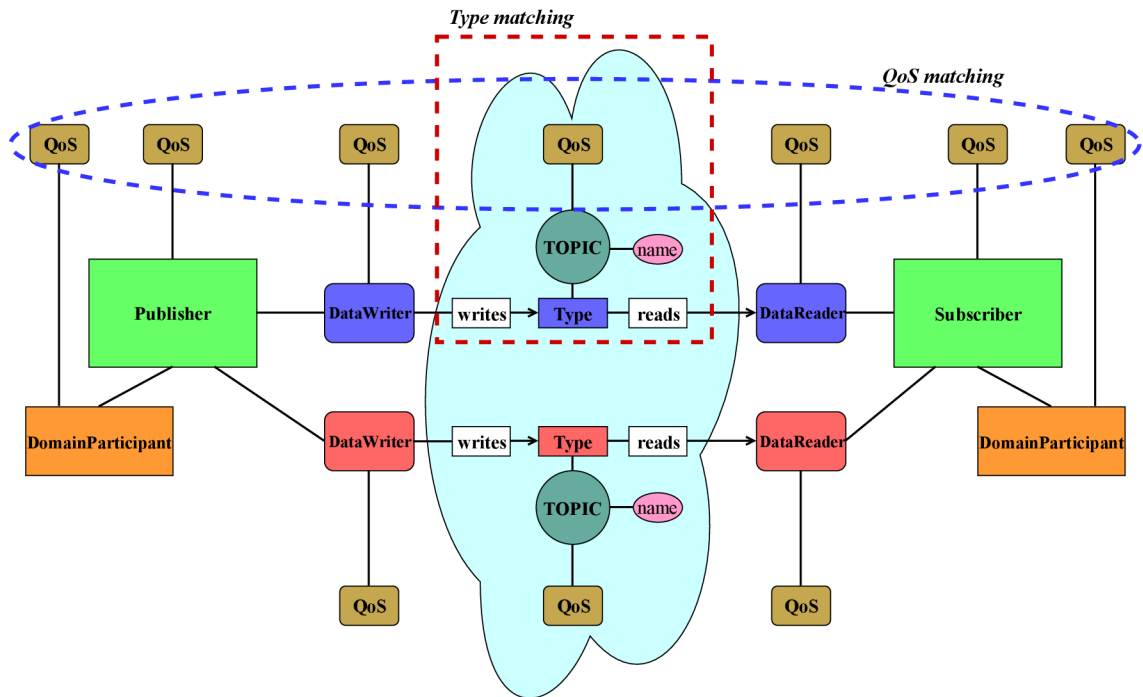 Type matching
QoS matching
QoS
QoS
QoS
QoS
QoS
QoS
QoS
TOPIC
name
Publisher
DataWriter
writes
Type
reads
DataReader
Subscriber
DomainParticipant
DataWriter
writes
Type
reads
DataReader
DomainParticipant
TOPIC
name
QoS
QoS
QoS